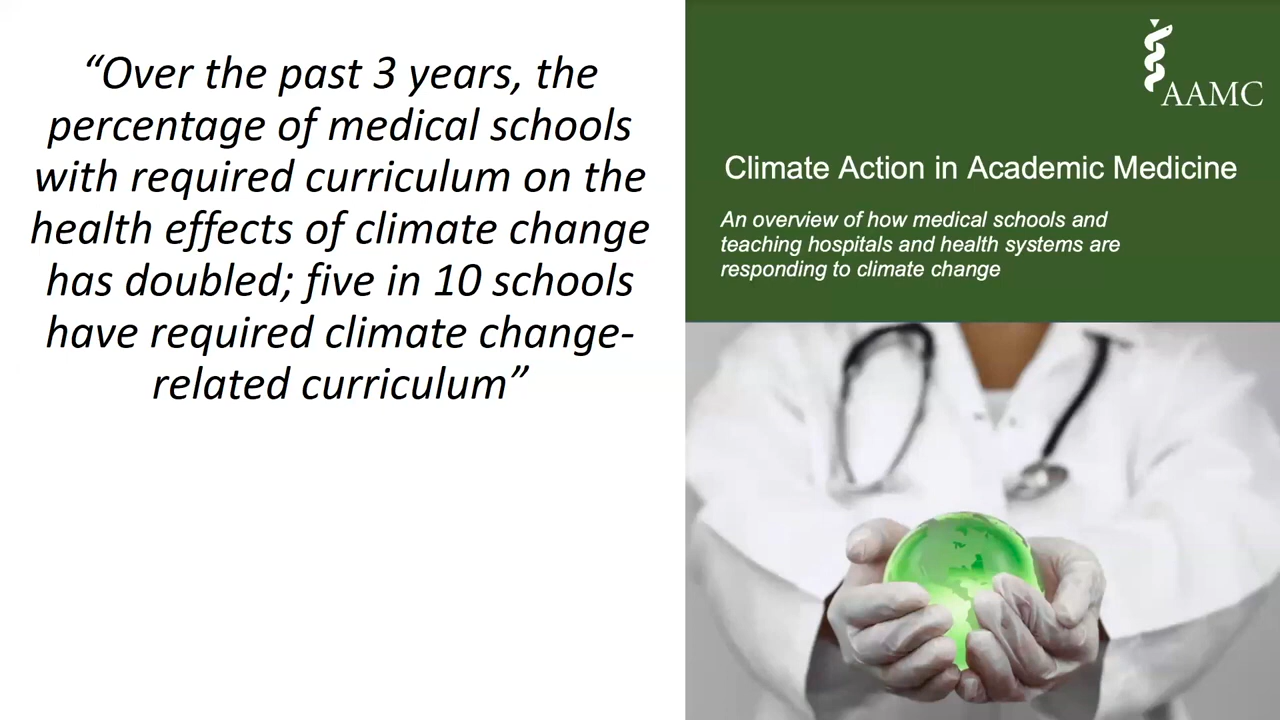 “Over the past 3 years, the
percentage of medical schools
with required curriculum on the
health effects of climate change
has doubled; five in 10 schools
have required climate change-
related curriculum”
AAMC
Climate Action in Academic Medicine
An overview of how medical schools and
teaching hospitals and health systems are
responding to climate change